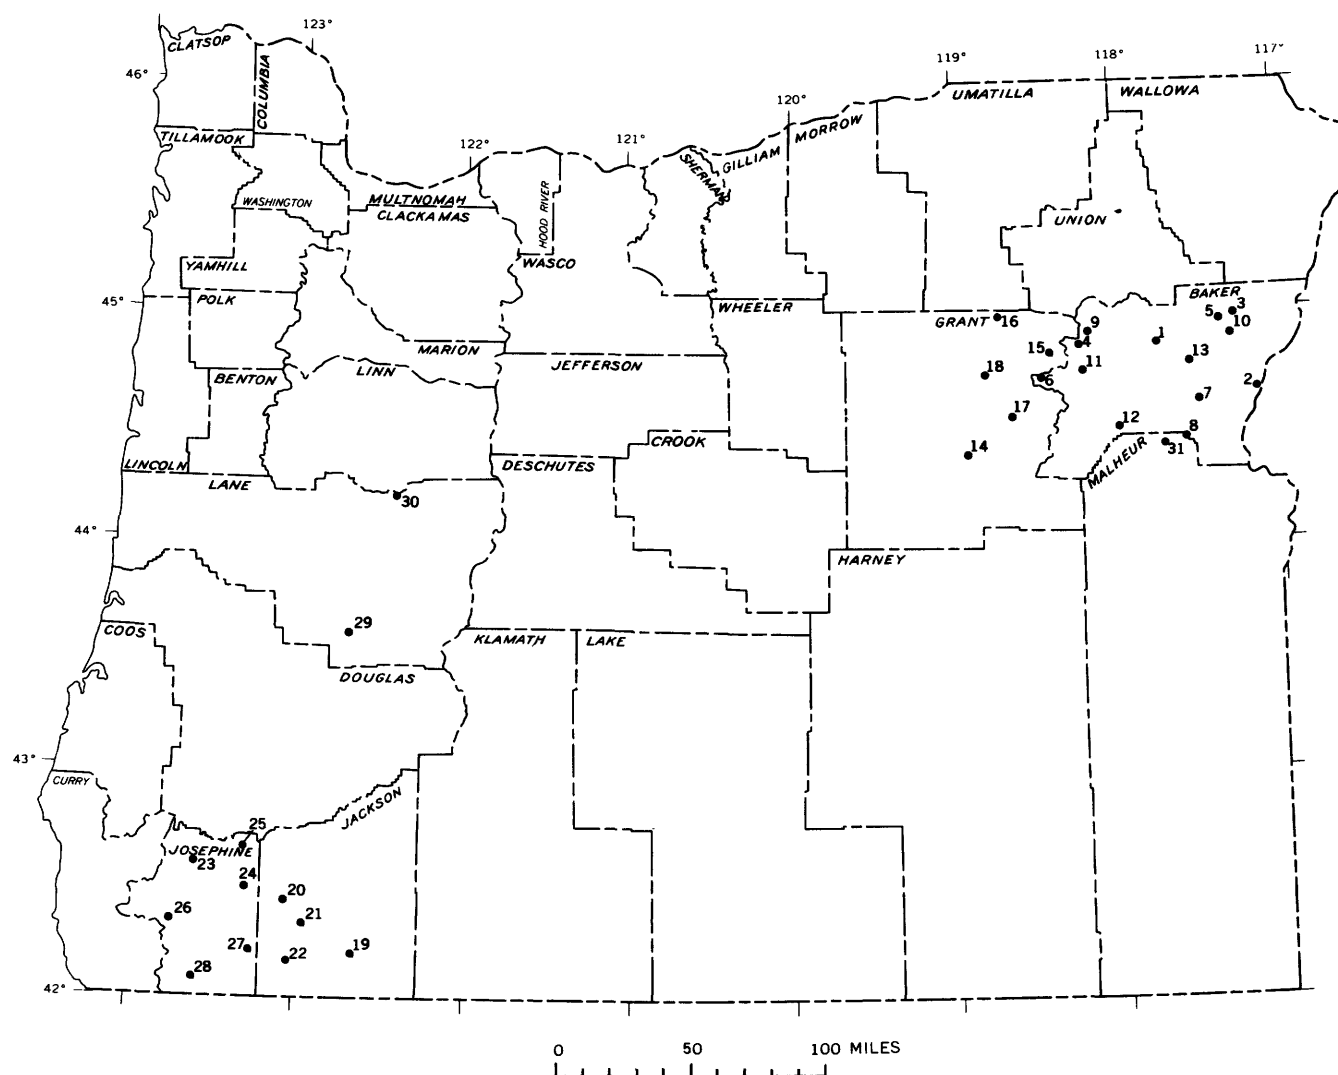 123°
CLATSOP
COLUMBIA
46°
119°
118°
117°
UMATILLA
WALLOWA
120°
MORROW
TILLAMOOK
122°
121°
SHERMAN
GILLIAM
WASHINGTON
MULTNOMAH
CLACKAMAS
HOOD RIVER
UNION
YAMHILL
WASCO
POLK
45°
WHEELER
BAKER
GRANT
16
5
3
10
9
4
1
MARION
15
13
LINN
JEFFERSON
BENTON
18
6
11
2
7
17
12
8
CROOK
14
31
MALHEUR
LINCOLN
LANE
DESCHUTES
30
44°
HARNEY
29
COOS
KLAMATH
LAKE
DOUGLAS
43°
CURRY
JACKSON
25
JOSEPHINE
23
24
20
26
21
27
22
19
28
42°
0
50
100 MILES